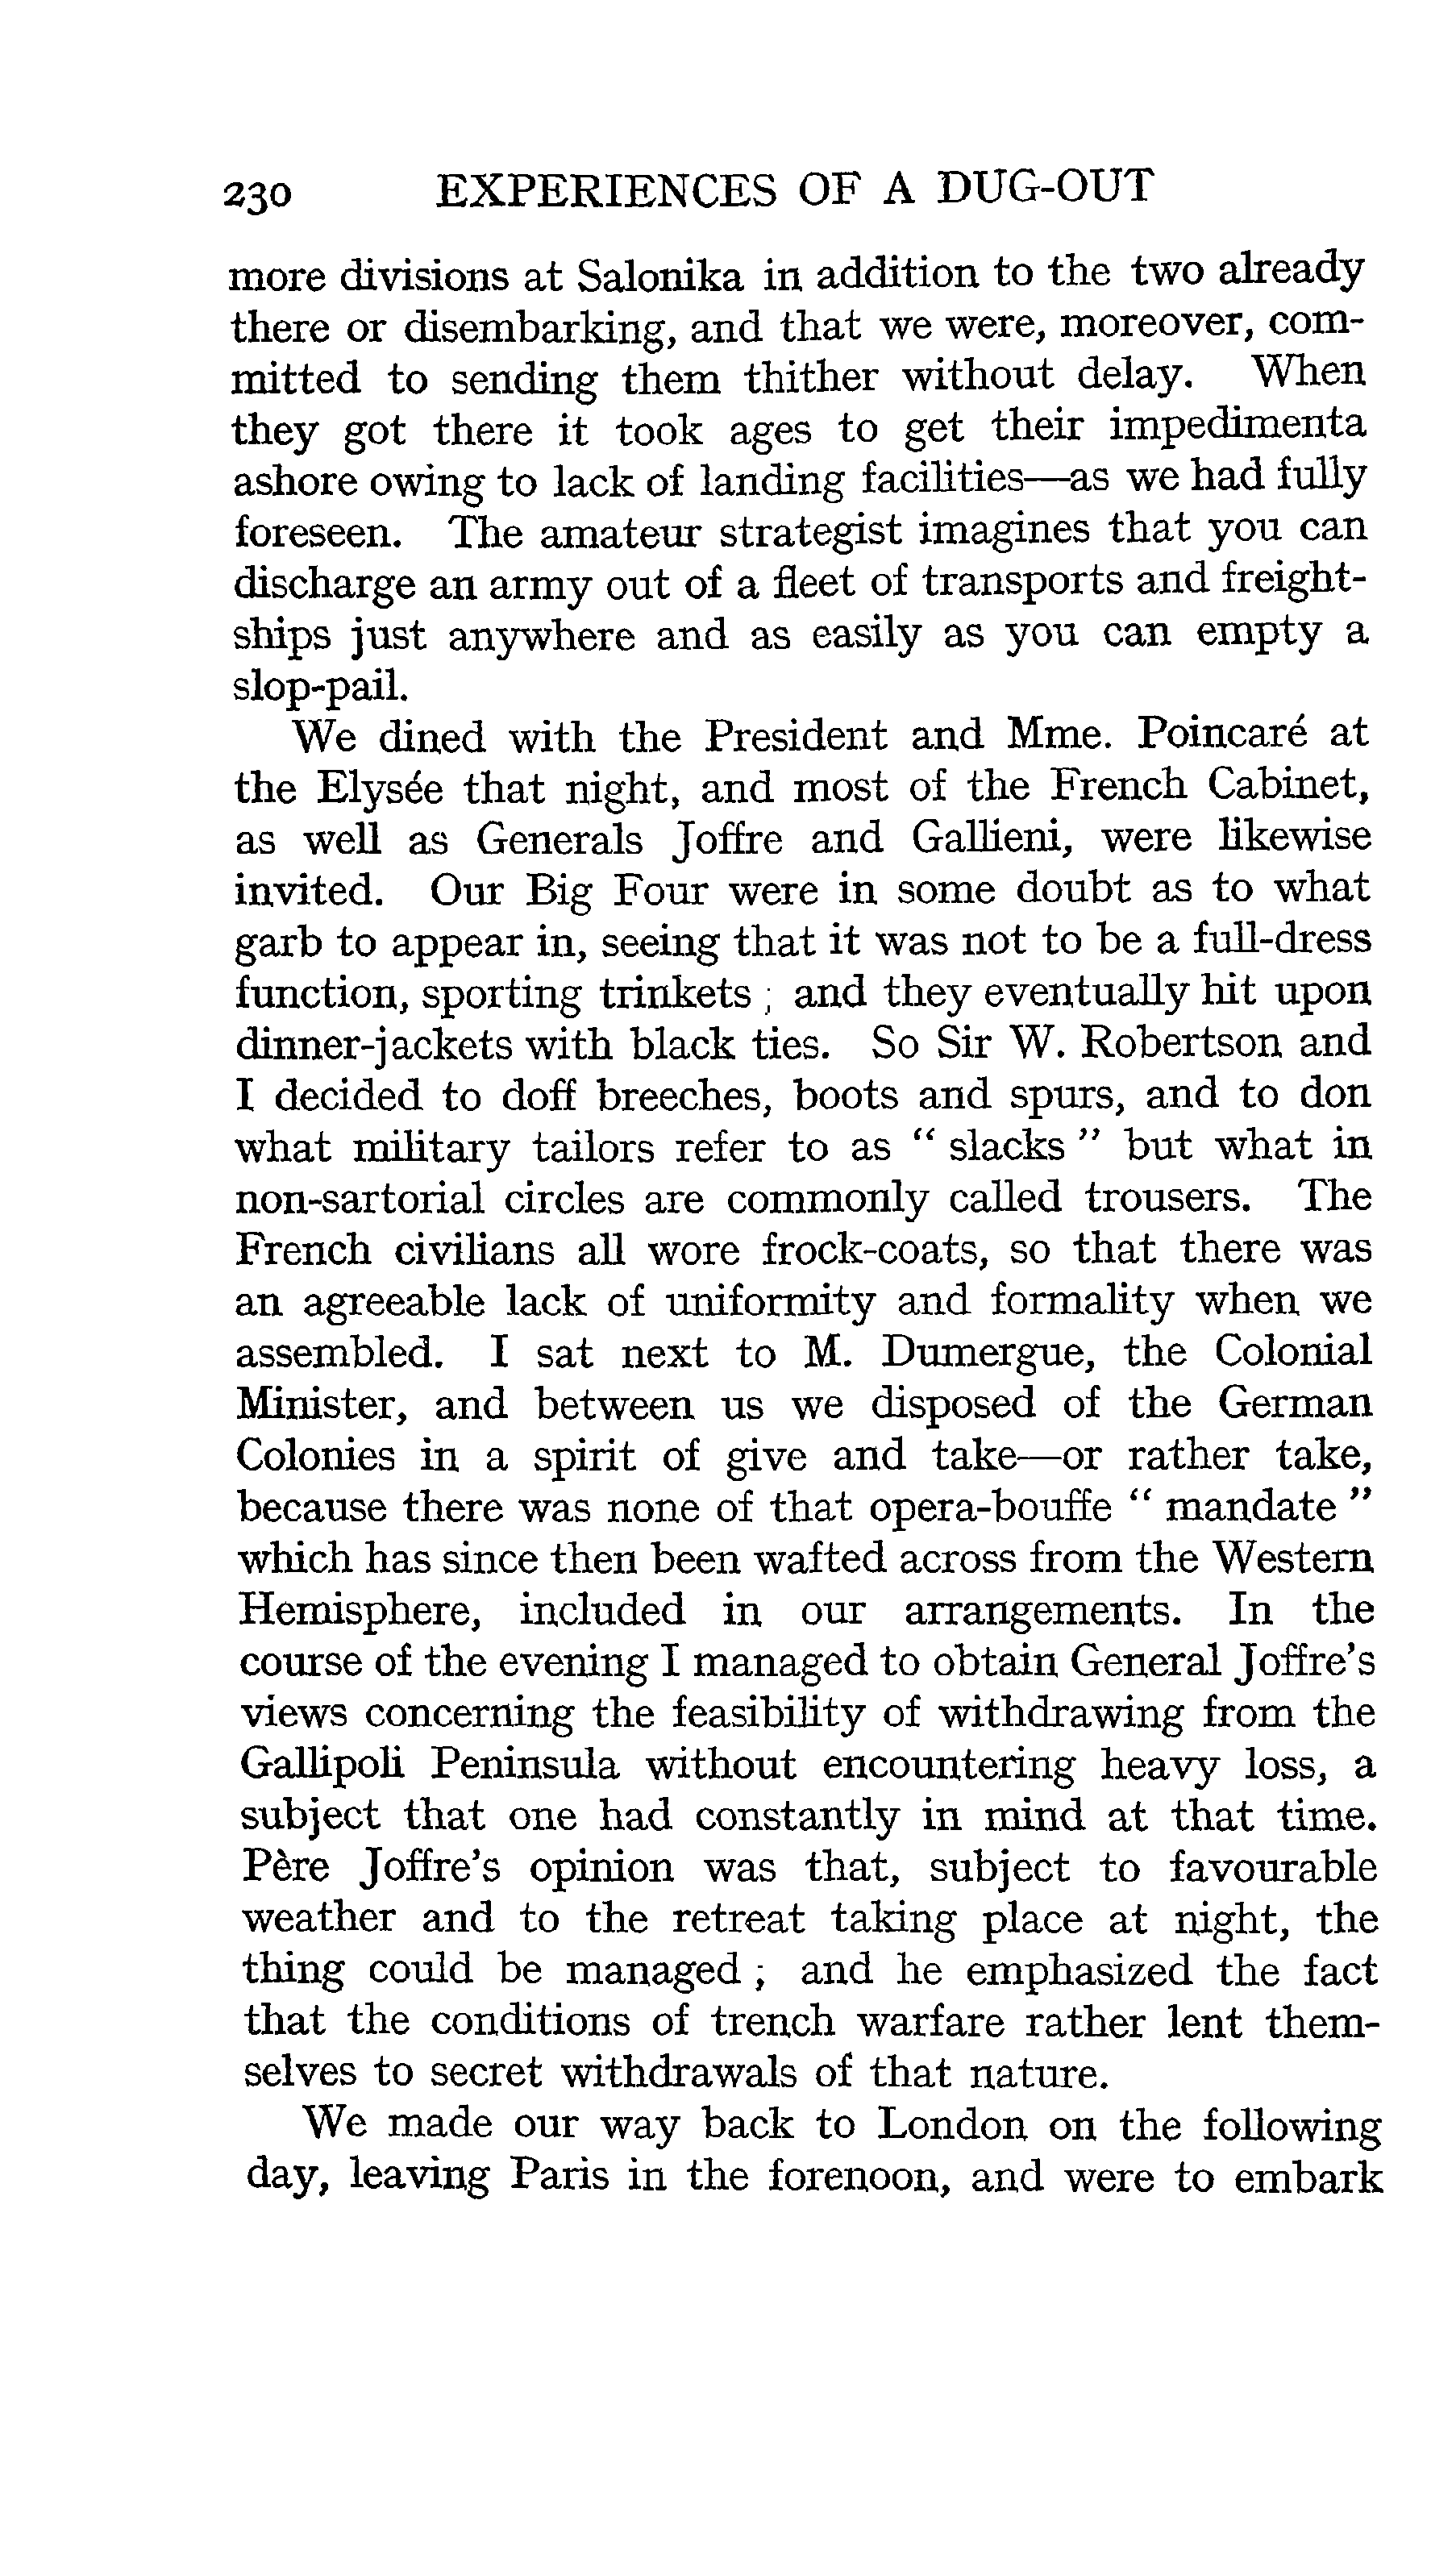 230 EXPERIENCES OF A DUG-OUT
more divisions at Salonika in addition to the two already
there or disembarking, and that we were, moreover, com-
mitted to sending them thither without delay. When
they got there it took ages to get their impedimenta
ashore owing to lack of landing facilities—as we had fully
foreseen. The amateur strategist imagines that you can
discharge an army out of a fleet of transports and freight-
ships just anywhere and as easily as you can empty a
slop-pail.
We dined with the President and Mme. Poincaré at
the Elysée that night, and most of the French Cabinet,
as well as Generals Joffre and Gallieni, were likewise
invited. Our Big Four were in some doubt as to what
garb to appear in, seeing that it was not to be a full-dress
function, sporting trinkets ; and they eventually hit upon
dinner-jackets with black ties. So Sir W. Robertson and
I decided to doff breeches, boots and spurs, and to don
what military tailors refer to as “ slacks ” but what in
non-sartorial circles are commonly called trousers. The
French civilians all wore frock-coats, so that there was
an agreeable lack of uniformity and formality when we
assembled. I sat next to M. Dumergue, the Colonial
Minister, and between us we disposed of the German
Colonies in a spirit of give and take—or rather take,
because there was none of that opera-bouffe “ mandate ”
which has since then been wafted across from the Western
Hemisphere, included in our arrangements. In the
course of the evening I managed to obtain General Joffre’s
views concerning the feasibility of withdrawing from the
Gallipoli Peninsula without encountering heavy loss, a
subject that one had constantly in mind at that time.
Père Joffre’s opinion was that, subject to favourable
weather and to the retreat taking place at night, the
thing could be managed ; and he emphasized the fact
that the conditions of trench warfare rather lent them-
selves to secret withdrawals of that nature.
We made our way back to London on the following
day, leaving Paris in the forenoon, and were to embark